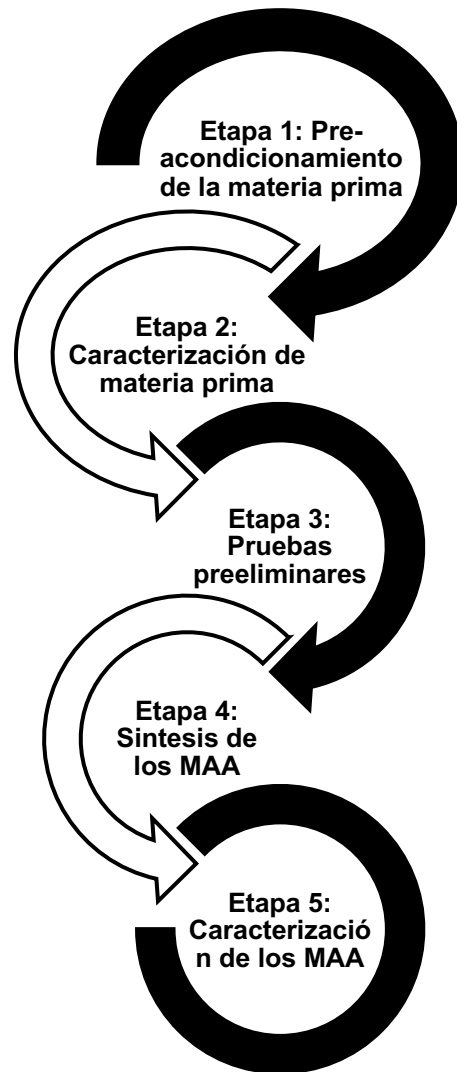 Etapa 1: Pre-
acondicionamiento
de la materia prima
Etapa 2:
Caracterización de
materia prima
Etapa 3:
Pruebas
preeliminares
Etapa 4:
Sintesis de
los MAA
Etapa 5:
Caracterizació
n de los MAA